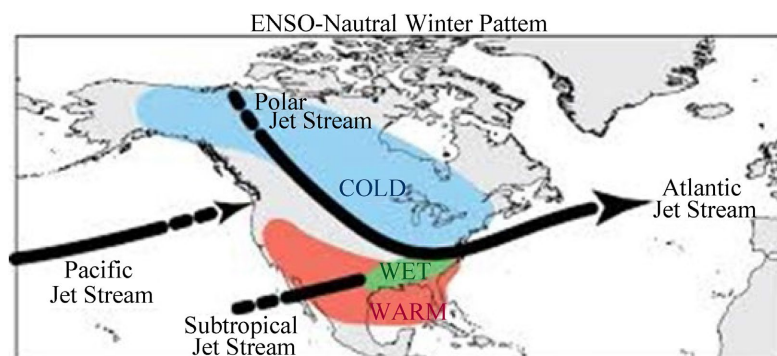 ENSO-Nautral Winter Pattem
Polar
Jet Stream
COLD
Atlantic
Jet Stream
Pacific
Jet Stream
WET
WARM
Subtropical
Jet Stream